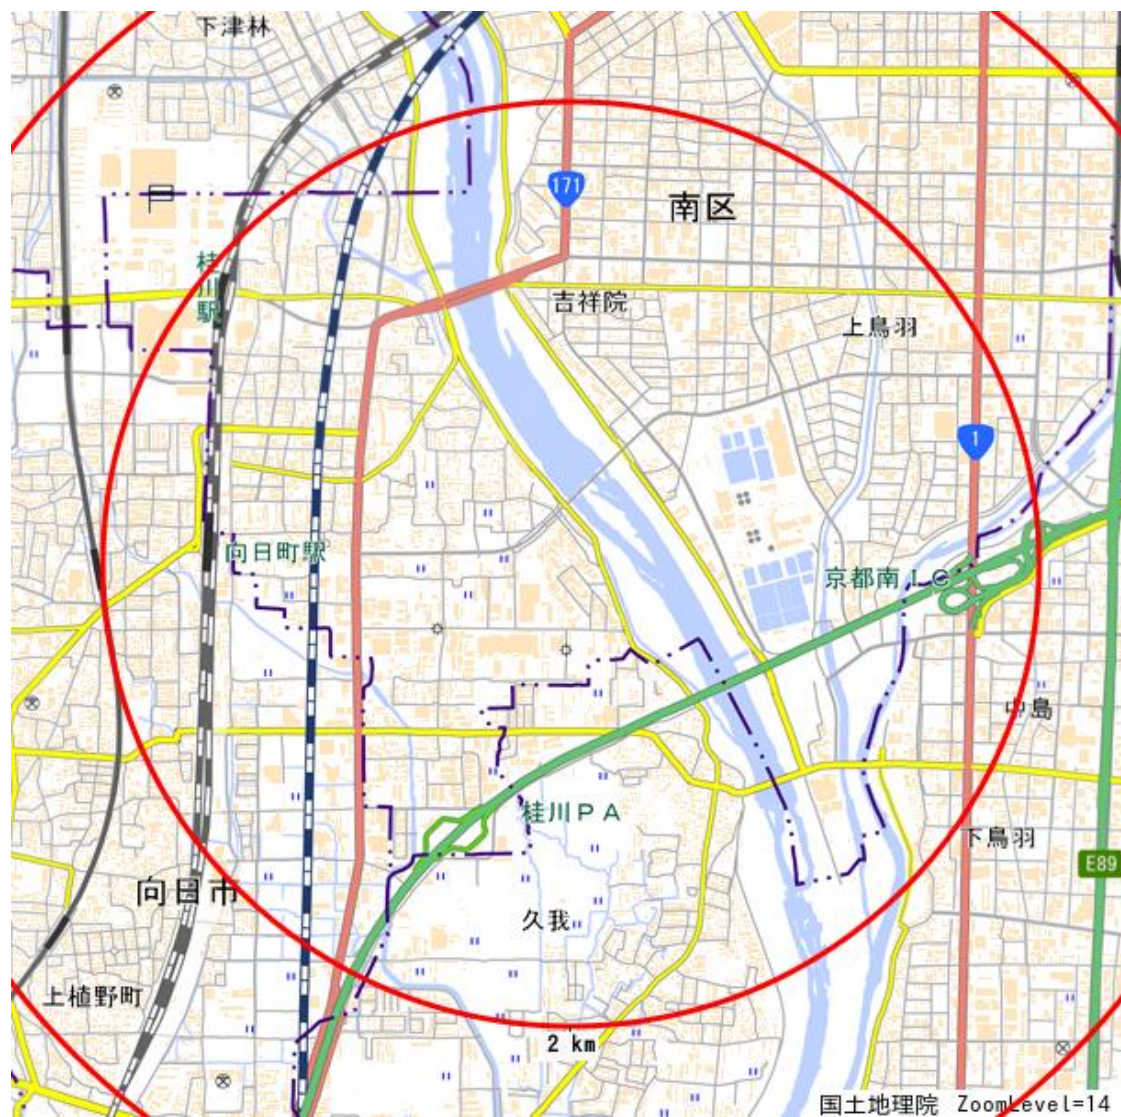 下津林
171
南区
桂川駅
吉祥院
上鳥羽
1
向日町駅
京都南IC
中島
桂川PA
下鳥羽
E89
向日市
久我
上植野町
2 km
国土地理院 ZoomLevel=14